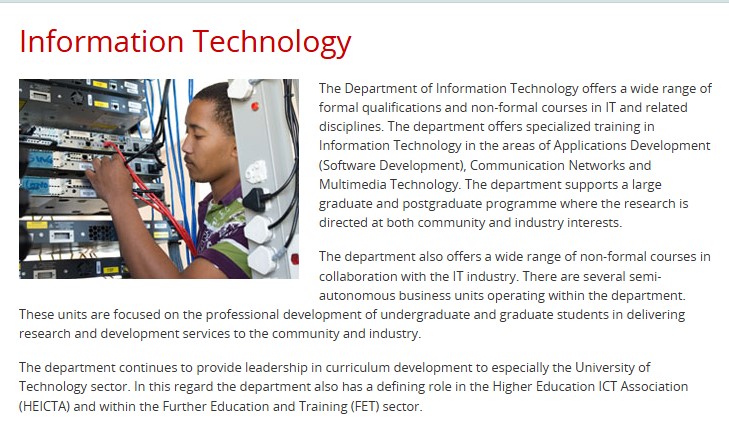 Information Technology
The Department of Information Technology offers a wide range of
formal qualifications and non-formal courses in IT and related
disciplines. The department offers specialized training in
Information Technology in the areas of Applications Development
(Software Development), Communication Networks and
Multimedia Technology. The department supports a large
graduate and postgraduate programme where the research is
directed at both community and industry interests.
The department also offers a wide range of non-formal courses in
collaboration with the IT industry. There are several semi-
autonomous business units operating within the department.
These units are focused on the professional development of undergraduate and graduate students in delivering
research and development services to the community and industry.
The department continues to provide leadership in curriculum development to especially the University of
Technology sector. In this regard the department also has a defining role in the Higher Education ICT Association
(HEICTA) and within the Further Education and Training (FET) sector.